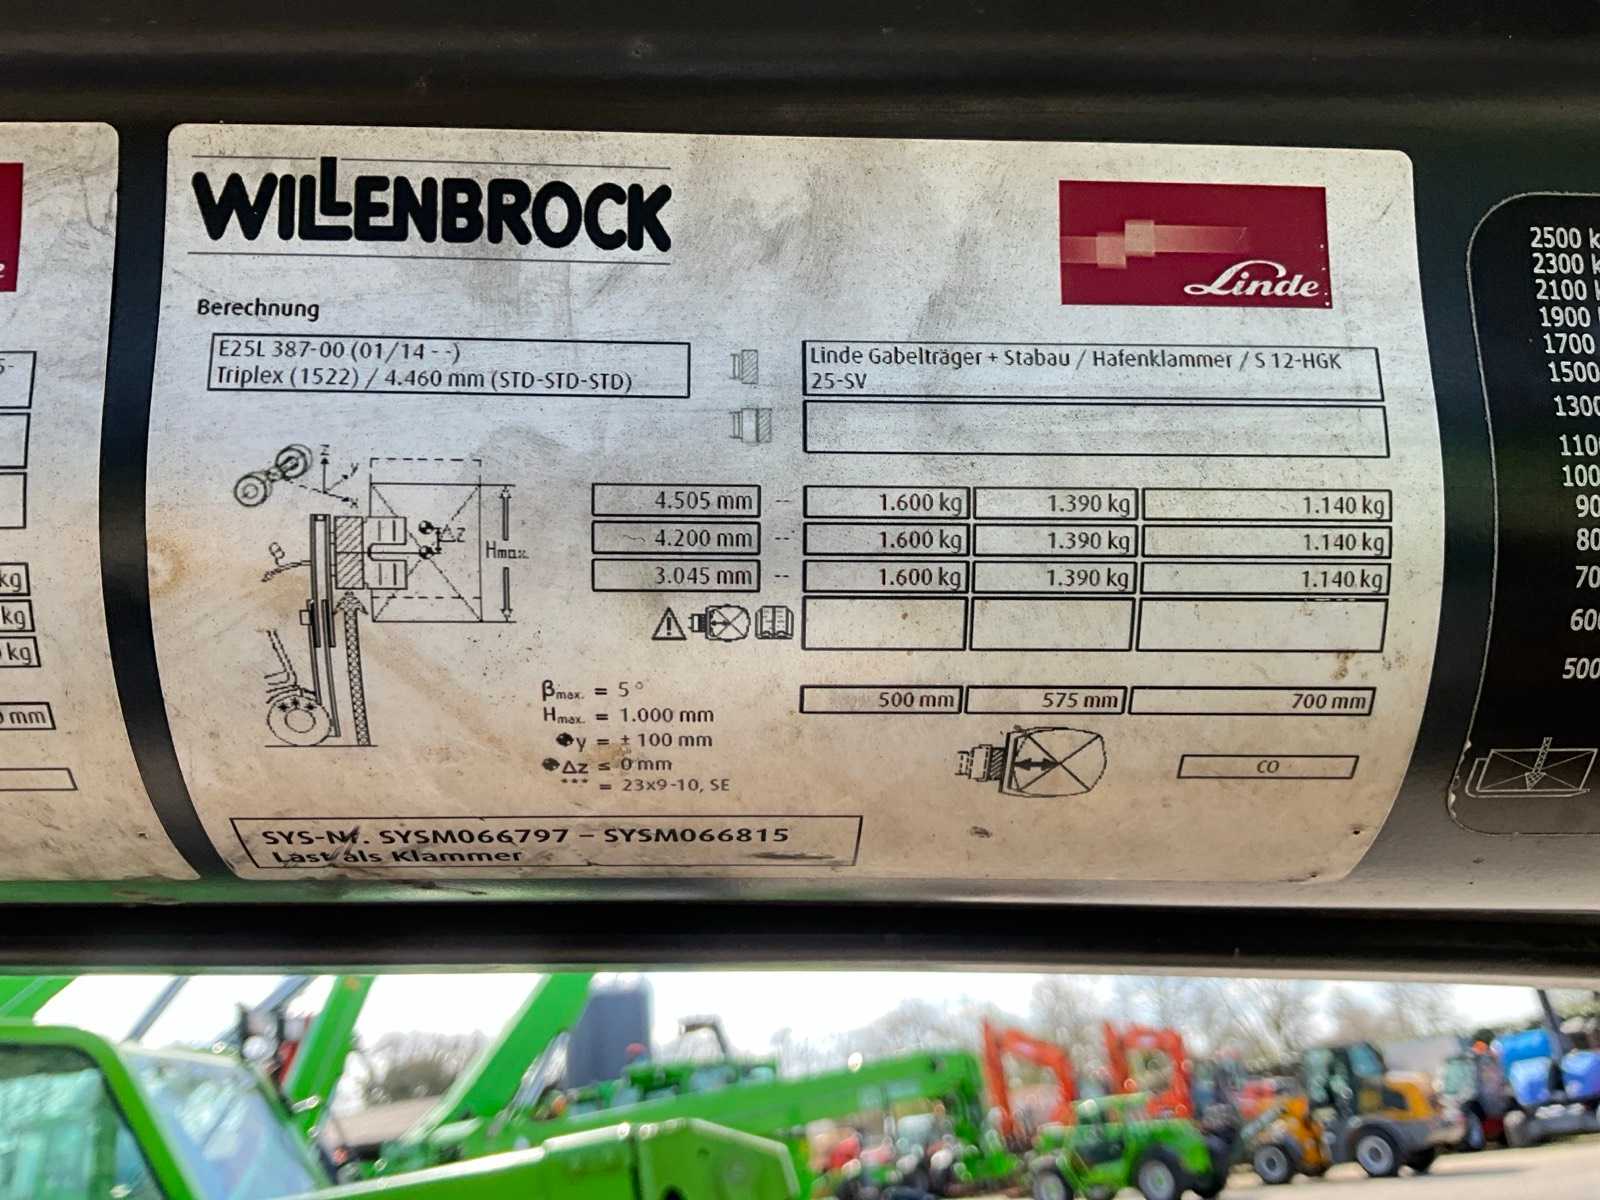 WILLENBROCK
Linde
Berechnung
E25L 387-00 (01/14 - -)
Triplex (1522) / 4.460 mm (STD-STD-STD)
Linde Gabelträger + Stabau / Hafenklammer / S 12-HGK
25-SV
z
y
x
β
Δz
Hmax.
4.505 mm -- 1.600 kg 1.390 kg 1.140 kg
4.200 mm -- 1.600 kg 1.390 kg 1.140 kg
3.045 mm -- 1.600 kg 1.390 kg 1.140 kg
500 mm 575 mm 700 mm
βmax. = 5°
Hmax. = 1.000 mm
y = ± 100 mm
Δz ≤ 0 mm
*** = 23x9-10, SE
CO
SYS-Nr. SYSM066797 – SYSM066815
Last als Klammer
kg
kg
kg
mm
2500 k
2300 k
2100
1900
1700
1500